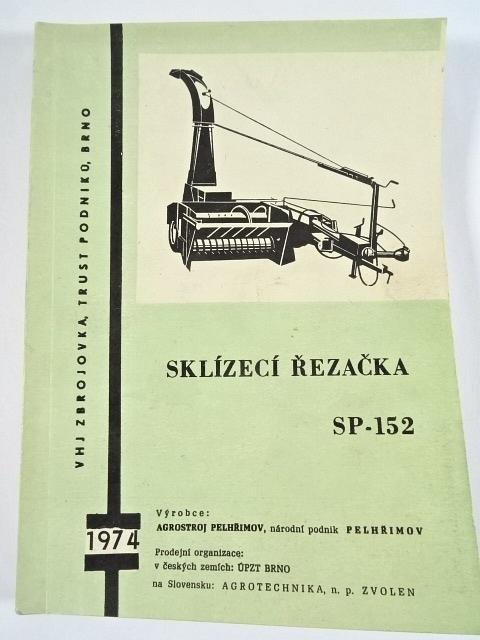 VHJ ZBROJOVKA, TRUST PODNIKŮ, BRNO
SKLÍZECÍ ŘEZAČKA
SP-152
1974
Výrobce:
AGROSTROJ PELHŘIMOV, národní podnik PELHŘIMOV
Prodejní organizace:
v českých zemích: ÚPZT BRNO
na Slovensku: AGROTECHNIKA, n. p. ZVOLEN